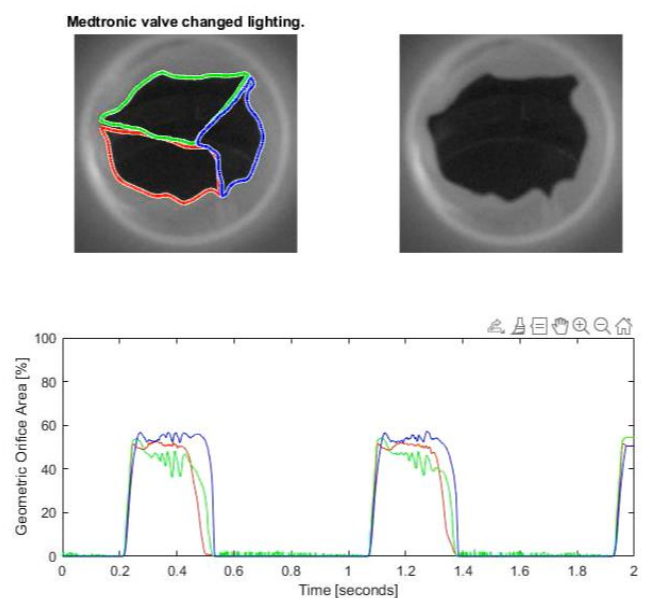 Medtronic valve changed lighting.
Geometric Orifice Area [%]
100
80
60
40
20
0
0 0.2 0.4 0.6 0.8 1 1.2 1.4 1.6 1.8 2
Time [seconds]